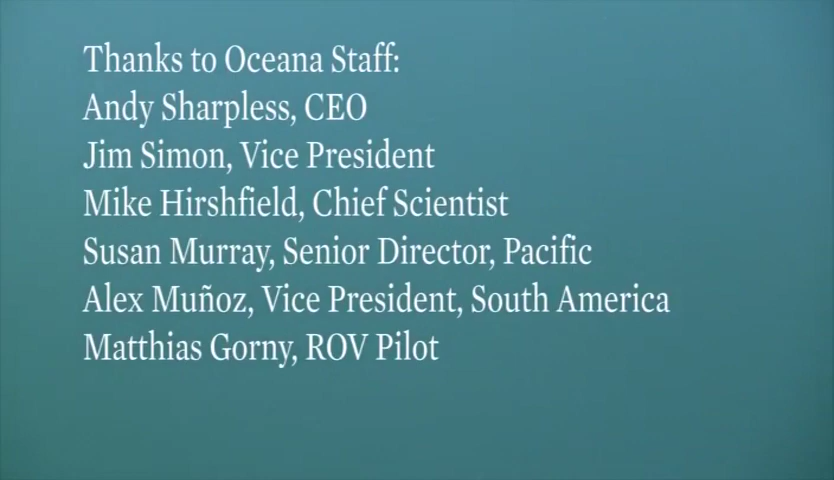 Thanks to Oceana Staff:
Andy Sharpless, CEO
Jim Simon, Vice President
Mike Hirshfield, Chief Scientist
Susan Murray, Senior Director, Pacific
Alex Muñoz, Vice President, South America
Matthias Gorny, ROV Pilot